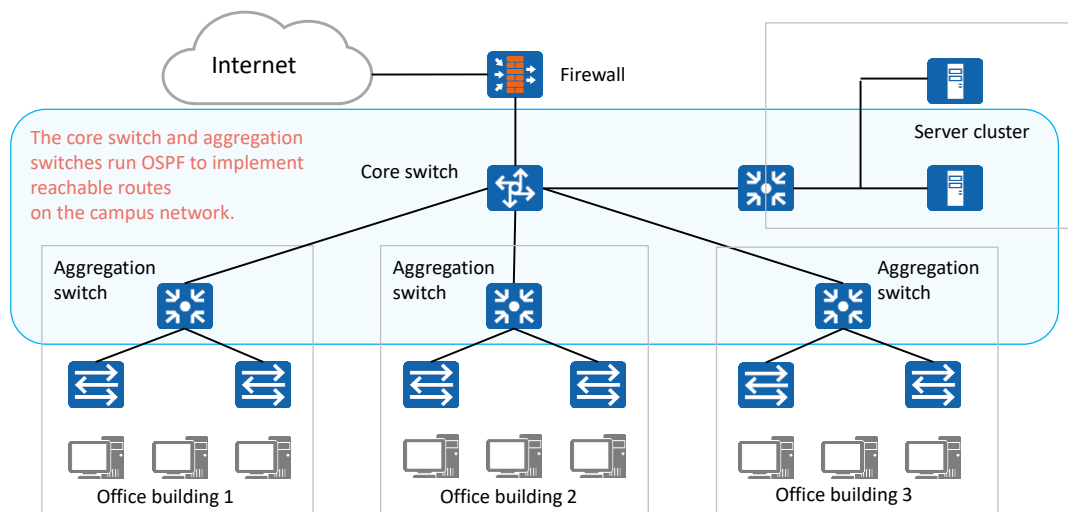 Internet
Firewall
Server cluster
The core switch and aggregation
switches run OSPF to implement
reachable routes
on the campus network.
Core switch
Aggregation
switch
Aggregation
switch
Aggregation
switch
Office building 1
Office building 2
Office building 3